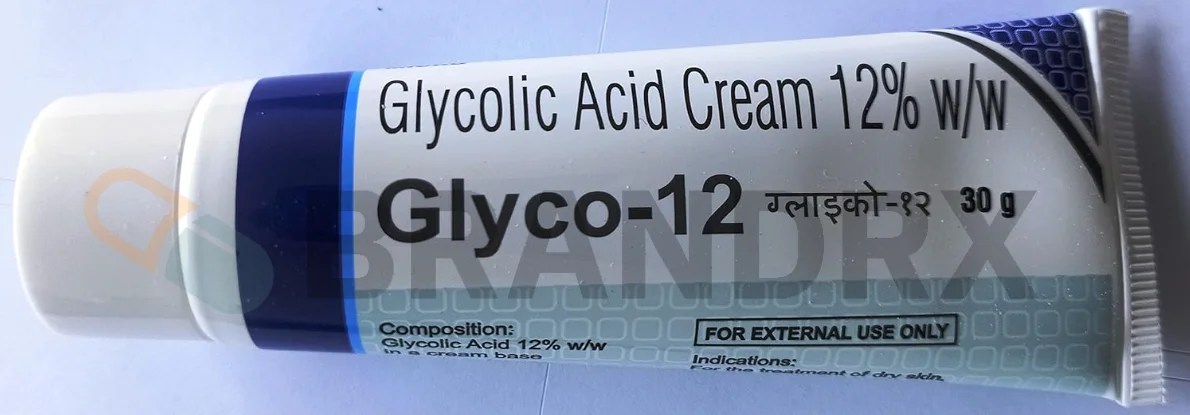 Glycolic Acid Cream 12% w/w
Glyco-12 ग्लाइको-१२ 30 g
BRANDRX
Composition:
Glycolic Acid 12% w/w
in a cream base
FOR EXTERNAL USE ONLY
Indications:
For the treatment of dry skin,